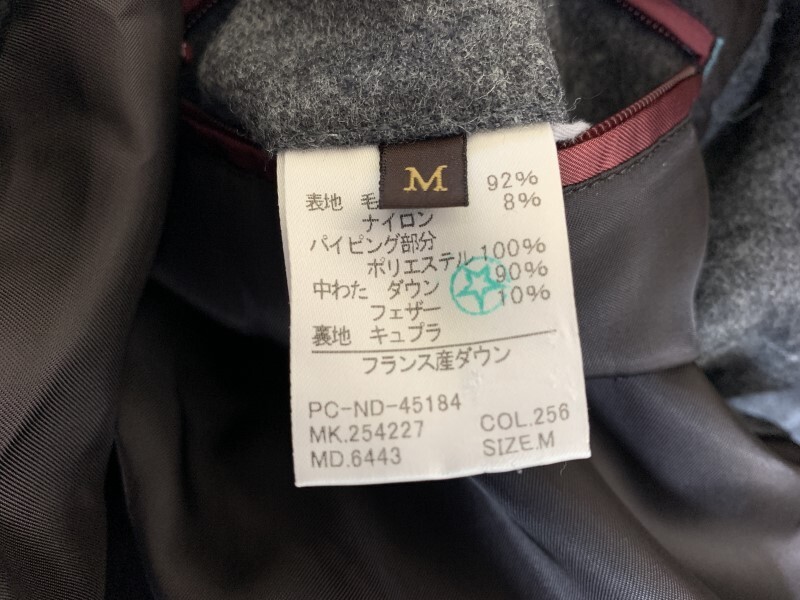 M
表地 毛 92%
ナイロン 8%
パイピング部分
ポリエステル 100%
中わた ダウン 90%
フェザー 10%
裏地 キュプラ
フランス産ダウン
PC-ND-45184
MK.254227 COL.256
MD.6443 SIZE.M